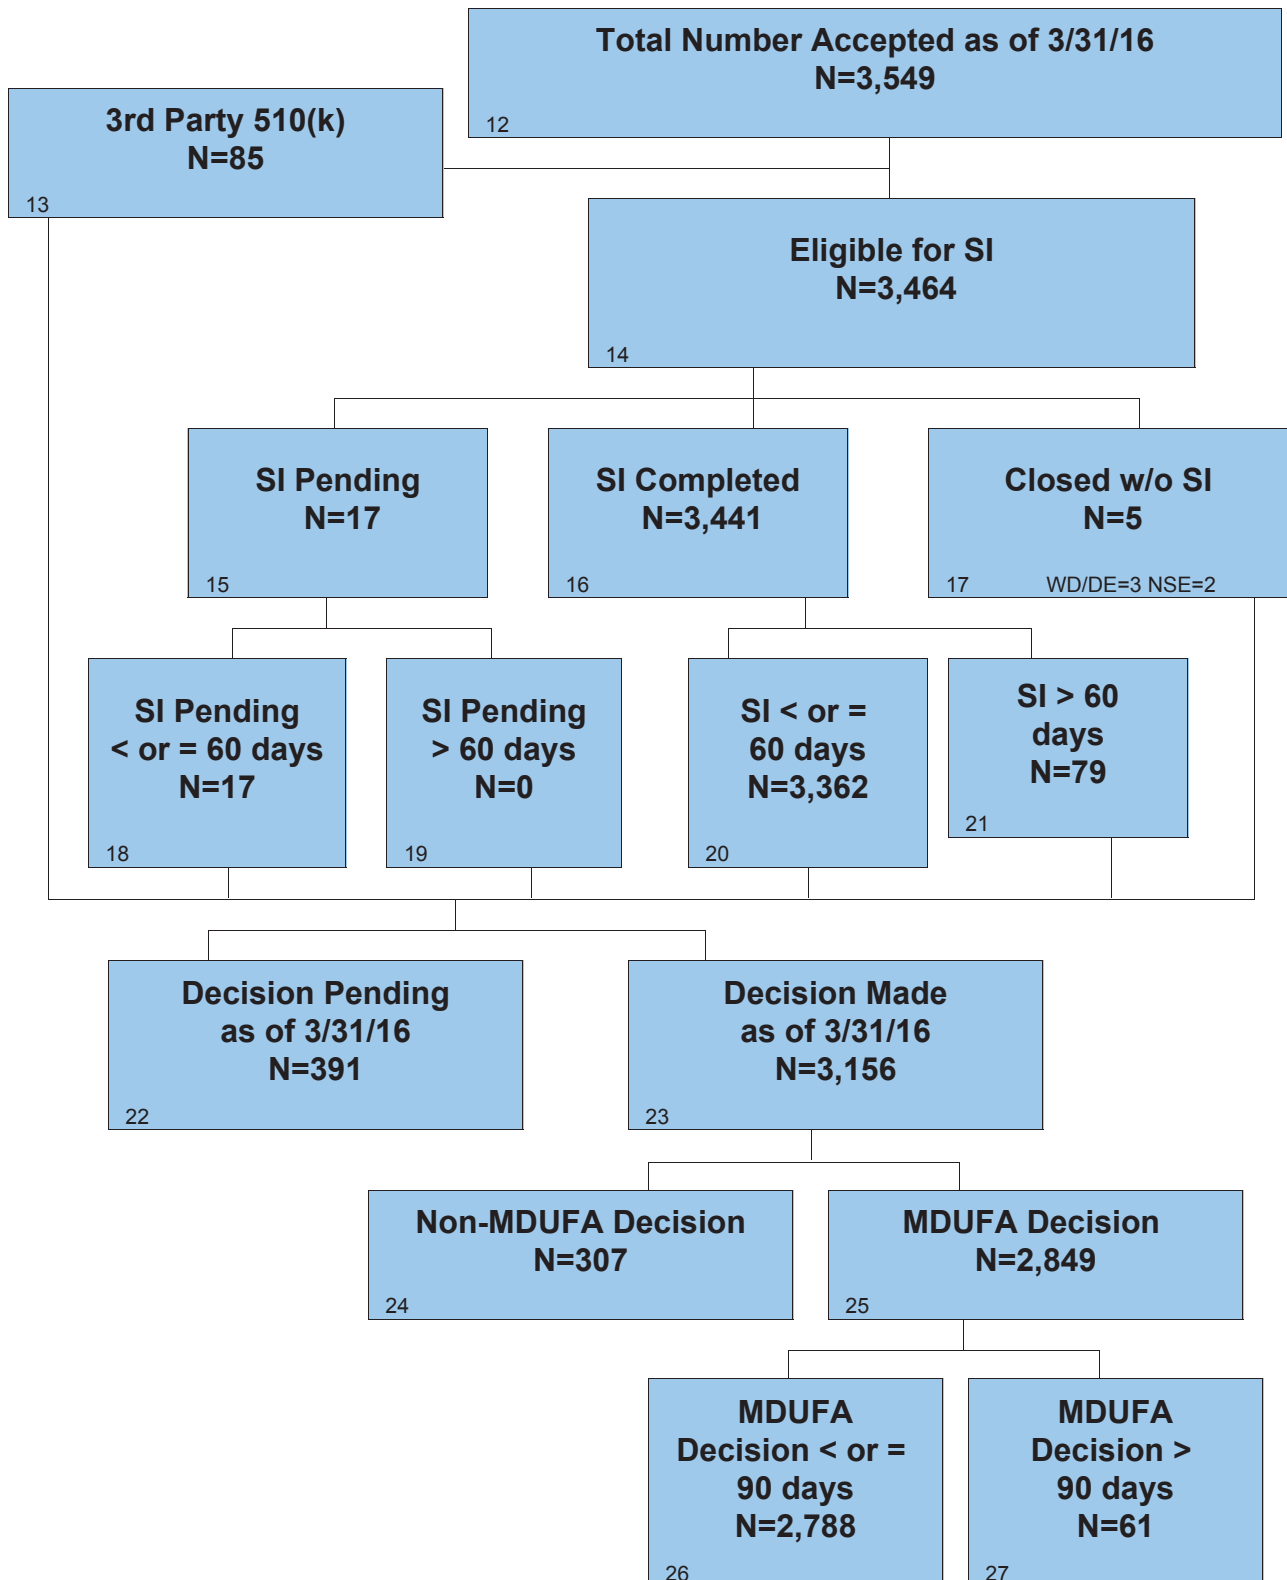 Total Number Accepted as of 3/31/16
N=3,549
12
3rd Party 510(k)
N=85
13
Eligible for SI
N=3,464
14
SI Pending
N=17
15
SI Completed
N=3,441
16
Closed w/o SI
N=5
17 WD/DE=3 NSE=2
SI Pending
< or = 60 days
N=17
18
SI Pending
> 60 days
N=0
19
SI < or =
60 days
N=3,362
20
SI > 60
days
N=79
21
Decision Pending
as of 3/31/16
N=391
22
Decision Made
as of 3/31/16
N=3,156
23
Non-MDUFA Decision
N=307
24
MDUFA Decision
N=2,849
25
MDUFA
Decision < or =
90 days
N=2,788
26
MDUFA
Decision >
90 days
N=61
27